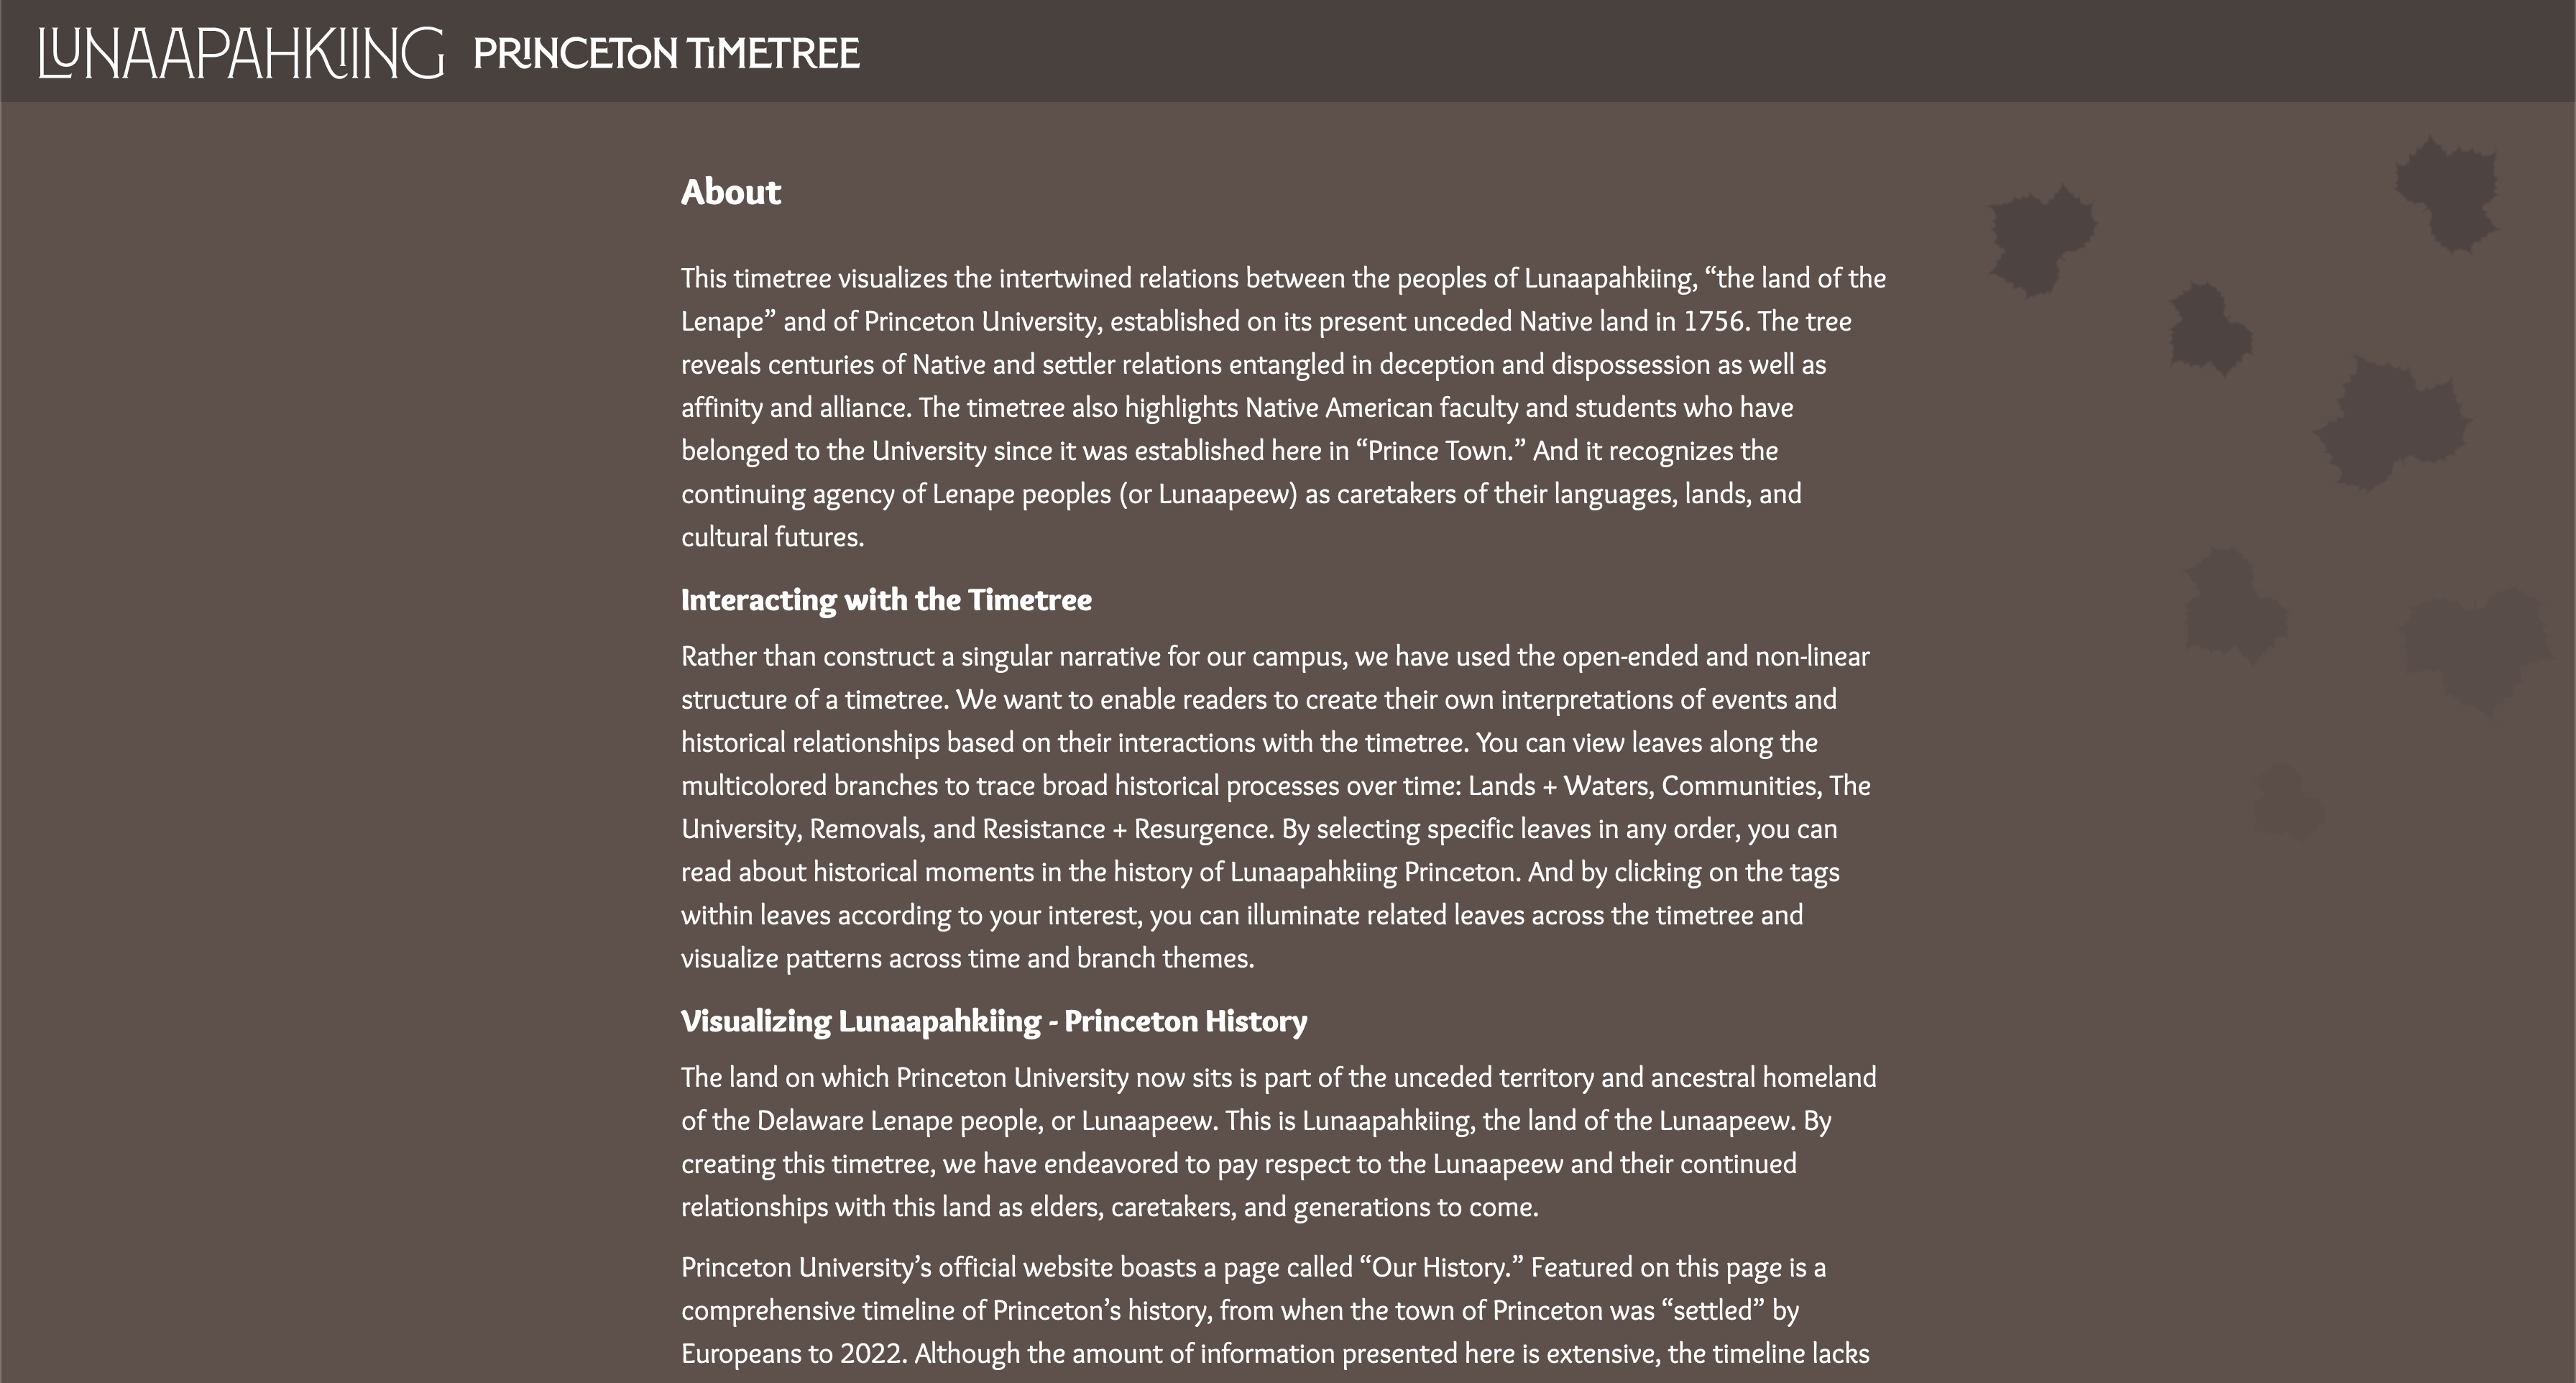 LUNAAPAHKIING PRINCETON TIMETREE
About
This timetree visualizes the intertwined relations between the peoples of Lunaapahkiing, “the land of the
Lenape” and of Princeton University, established on its present unceded Native land in 1756. The tree
reveals centuries of Native and settler relations entangled in deception and dispossession as well as
affinity and alliance. The timetree also highlights Native American faculty and students who have
belonged to the University since it was established here in “Prince Town.” And it recognizes the
continuing agency of Lenape peoples (or Lunaapeew) as caretakers of their languages, lands, and
cultural futures.
Interacting with the Timetree
Rather than construct a singular narrative for our campus, we have used the open-ended and non-linear
structure of a timetree. We want to enable readers to create their own interpretations of events and
historical relationships based on their interactions with the timetree. You can view leaves along the
multicolored branches to trace broad historical processes over time: Lands + Waters, Communities, The
University, Removals, and Resistance + Resurgence. By selecting specific leaves in any order, you can
read about historical moments in the history of Lunaapahkiing Princeton. And by clicking on the tags
within leaves according to your interest, you can illuminate related leaves across the timetree and
visualize patterns across time and branch themes.
Visualizing Lunaapahkiing - Princeton History
The land on which Princeton University now sits is part of the unceded territory and ancestral homeland
of the Delaware Lenape people, or Lunaapeew. This is Lunaapahkiing, the land of the Lunaapeew. By
creating this timetree, we have endeavored to pay respect to the Lunaapeew and their continued
relationships with this land as elders, caretakers, and generations to come.
Princeton University’s official website boasts a page called “Our History.” Featured on this page is a
comprehensive timeline of Princeton’s history, from when the town of Princeton was “settled” by
Europeans to 2022. Although the amount of information presented here is extensive, the timeline lacks